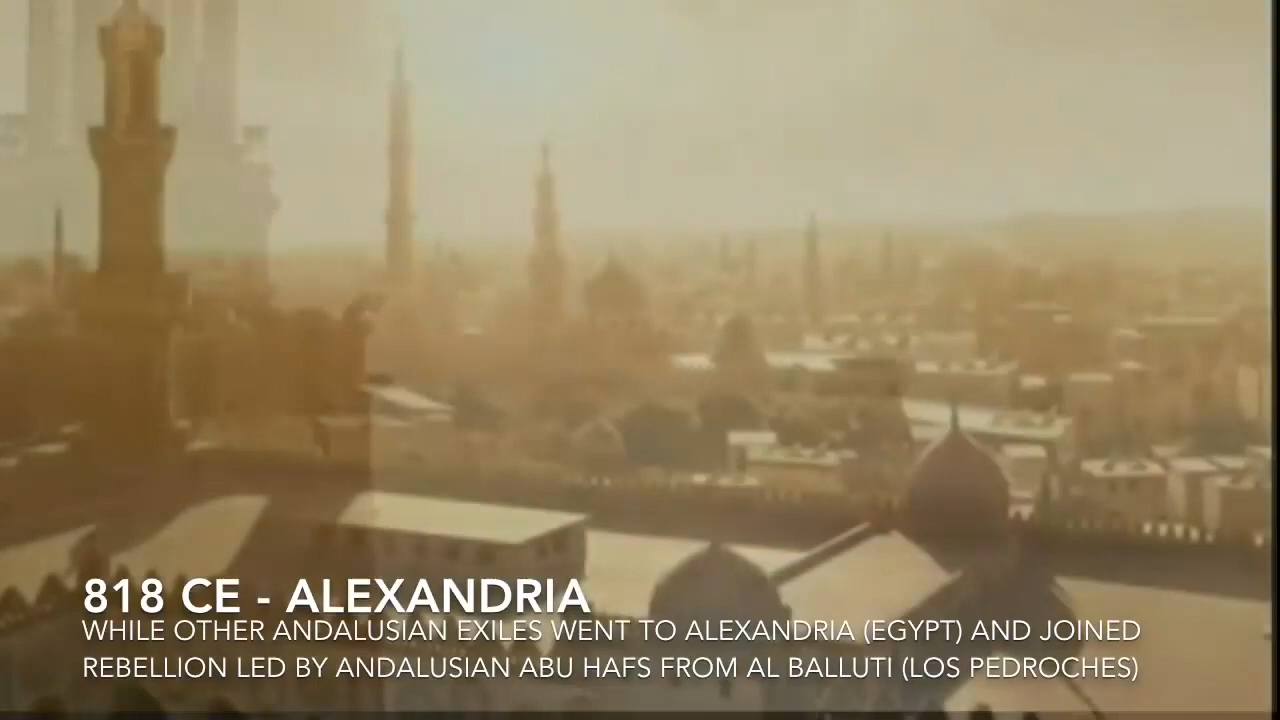 818 CE - ALEXANDRIA
WHILE OTHER ANDALUSIAN EXILES WENT TO ALEXANDRIA (EGYPT) AND JOINED
REBELLION LED BY ANDALUSIAN ABU HAFS FROM AL BALLUTI (LOS PEDROCHES)